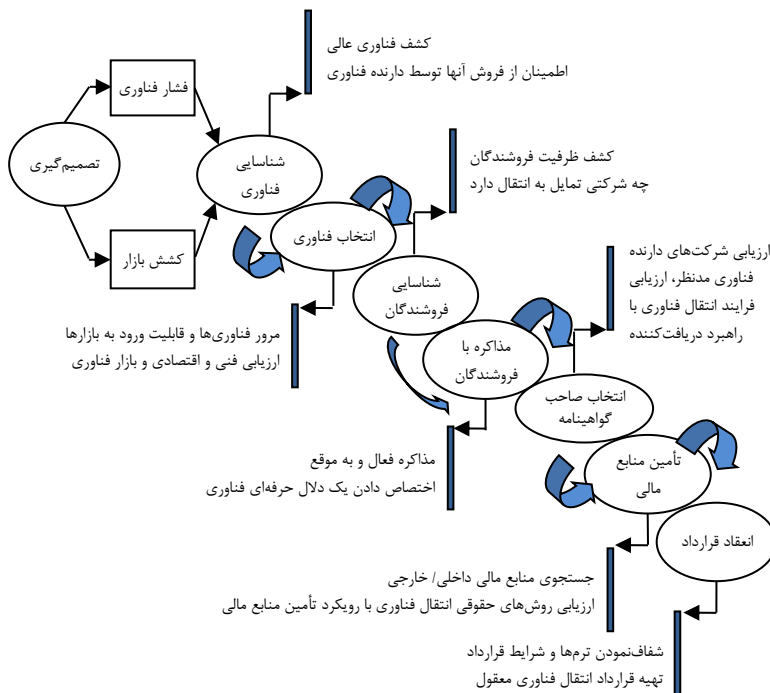 کشف فناوری عالی
اطمینان از فروش آنها توسط دارنده فناوری
فشار فناوری
تصمیم‌گیری
کشش بازار
شناسایی
فناوری
کشف ظرفیت فروشندگان
چه شرکتی تمایل به انتقال دارد
انتخاب فناوری
مرور فناوری‌ها و قابلیت ورود به بازارها
ارزیابی فنی و اقتصادی و بازار فناوری
شناسایی
فروشندگان
ارزیابی شرکت‌های دارنده
فناوری مدنظر، ارزیابی
فرایند انتقال فناوری با
راهبرد دریافت‌کننده
مذاکره با
فروشندگان
مذاکره فعال و به موقع
اختصاص دادن یک دلال حرفه‌ای فناوری
انتخاب صاحب
گواهینامه
تأمین منابع
مالی
جستجوی منابع مالی داخلی/ خارجی
ارزیابی روش‌های حقوقی انتقال فناوری با رویکرد تأمین منابع مالی
انعقاد قرارداد
شفاف‌نمودن ترم‌ها و شرایط قرارداد
تهیه قرارداد انتقال فناوری معقول